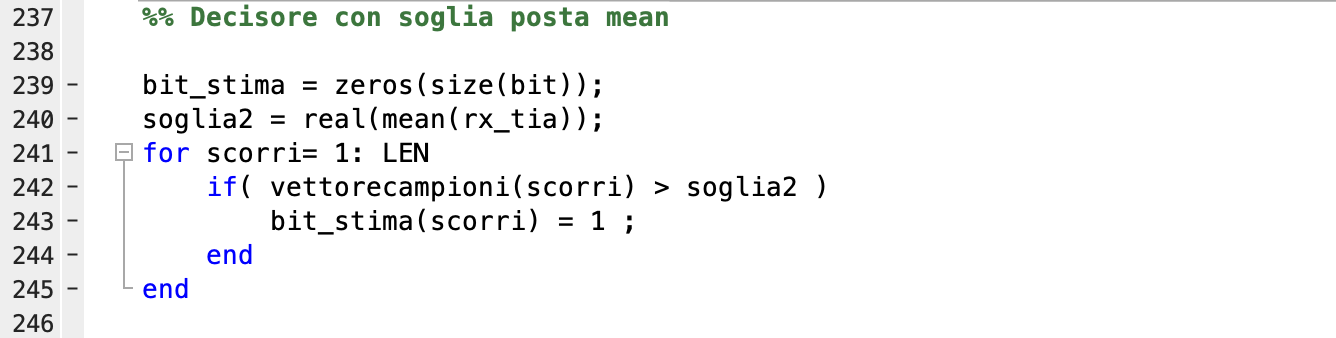 237 %% Decisore con soglia posta mean
238
239 - bit_stima = zeros(size(bit));
240 - soglia2 = real(mean(rx_tia));
241 - for scorri= 1: LEN
242 - if( vettorecampioni(scorri) > soglia2 )
243 - bit_stima(scorri) = 1 ;
244 - end
245 - end
246